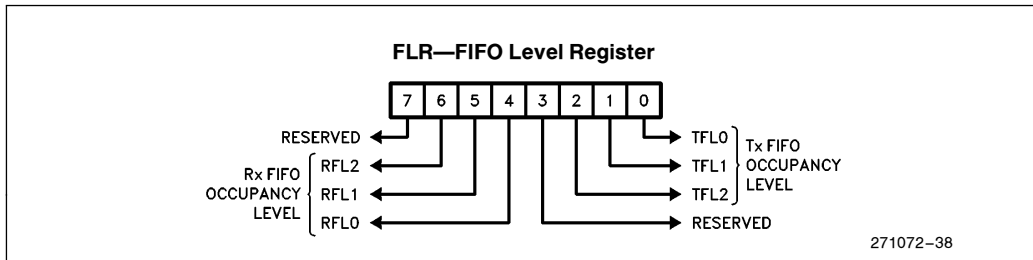 FLR—FIFO Level Register
7 6 5 4 3 2 1 0
RESERVED
RFL2
RFL1
RFL0
Rx FIFO
OCCUPANCY
LEVEL
TFL0
TFL1
TFL2
RESERVED
Tx FIFO
OCCUPANCY
LEVEL
271072–38